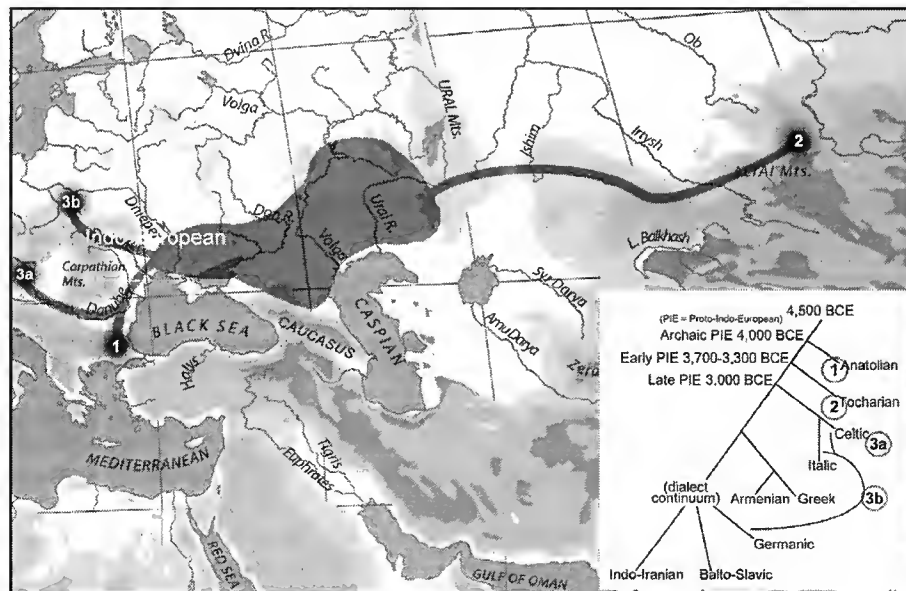 Dvina R.
Volga
URAl Mts.
Ob
Ishim
Irtysh
2
Mts.
3b
Dnieper
Don R.
Ural R.
Volga
Indo-European
3a
Carpathian
Mts.
Danube
L. Balkhash
Syr Darya
Amu Darya
1
BLACK SEA
CAUCASUS
CASPIAN
Halys
MEDITERRANEAN
Tigris
Euphrates
RED SEA
GULF OF OMAN
4,500 BCE
(PIE = Proto-Indo-European)
Archaic PIE 4,000 BCE
Early PIE 3,700-3,300 BCE
Late PIE 3.000 BCE
1 Anatolian
2 Tocharian
Celtic 3a
Italic
3b
(dialect
continuum)
Armenian
Greek
Germanic
Indo-Iranian
Balto-Slavic